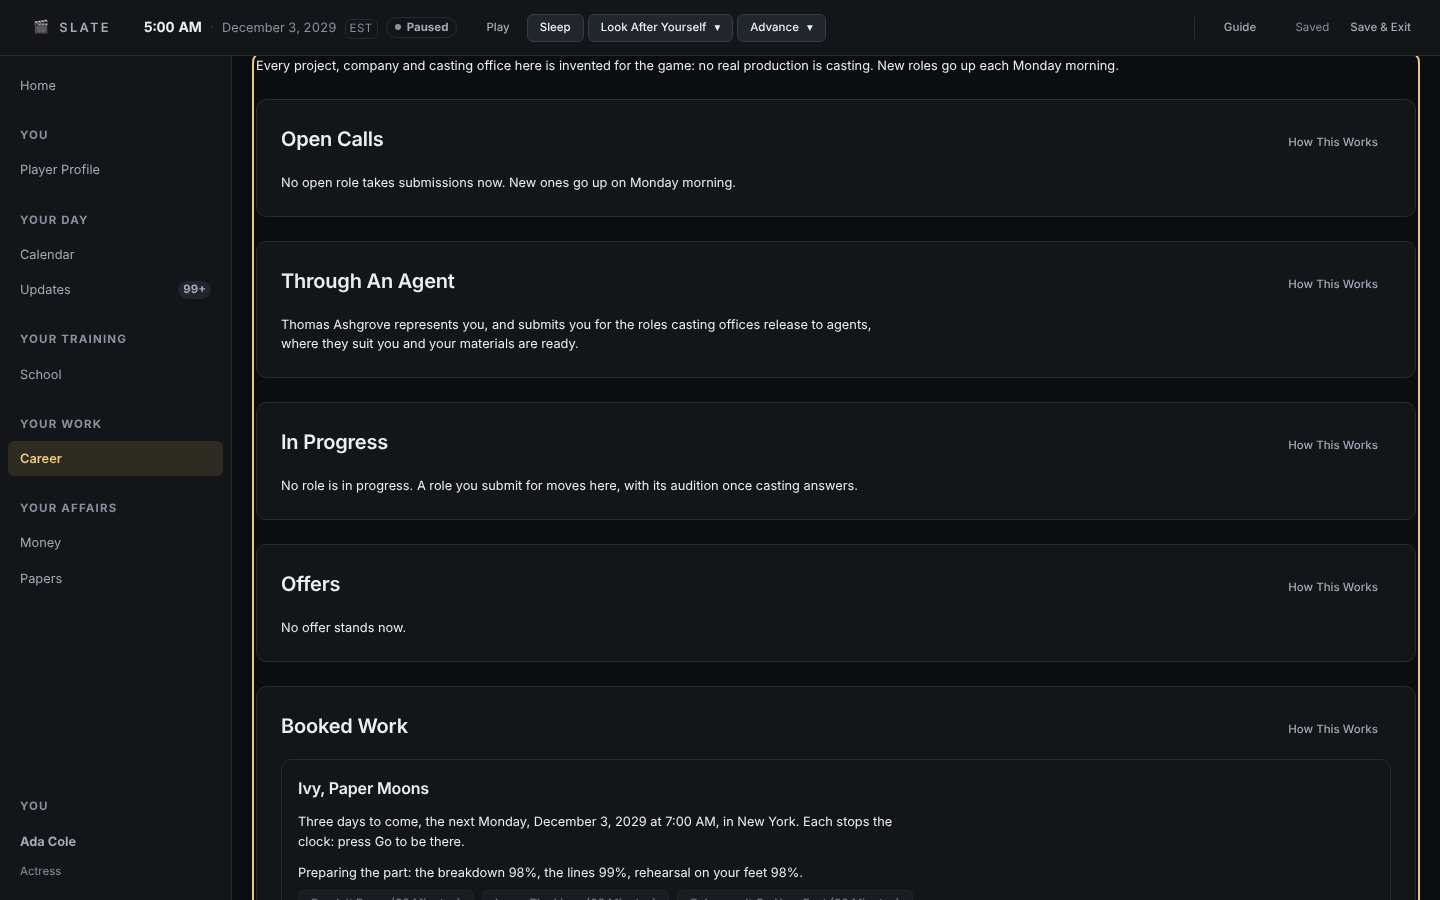 SLATE
5:00 AM · December 3, 2029 EST Paused Play Sleep Look After Yourself ▾ Advance ▾ Guide Saved Save & Exit
Home
YOU
Player Profile
YOUR DAY
Calendar
Updates 99+
YOUR TRAINING
School
YOUR WORK
Career
YOUR AFFAIRS
Money
Papers
YOU
Ada Cole
Actress
Every project, company and casting office here is invented for the game: no real production is casting. New roles go up each Monday morning.
Open Calls
How This Works
No open role takes submissions now. New ones go up on Monday morning.
Through An Agent
How This Works
Thomas Ashgrove represents you, and submits you for the roles casting offices release to agents,
where they suit you and your materials are ready.
In Progress
How This Works
No role is in progress. A role you submit for moves here, with its audition once casting answers.
Offers
How This Works
No offer stands now.
Booked Work
How This Works
Ivy, Paper Moons
Three days to come, the next Monday, December 3, 2029 at 7:00 AM, in New York. Each stops the
clock: press Go to be there.
Preparing the part: the breakdown 98%, the lines 99%, rehearsal on your feet 98%.